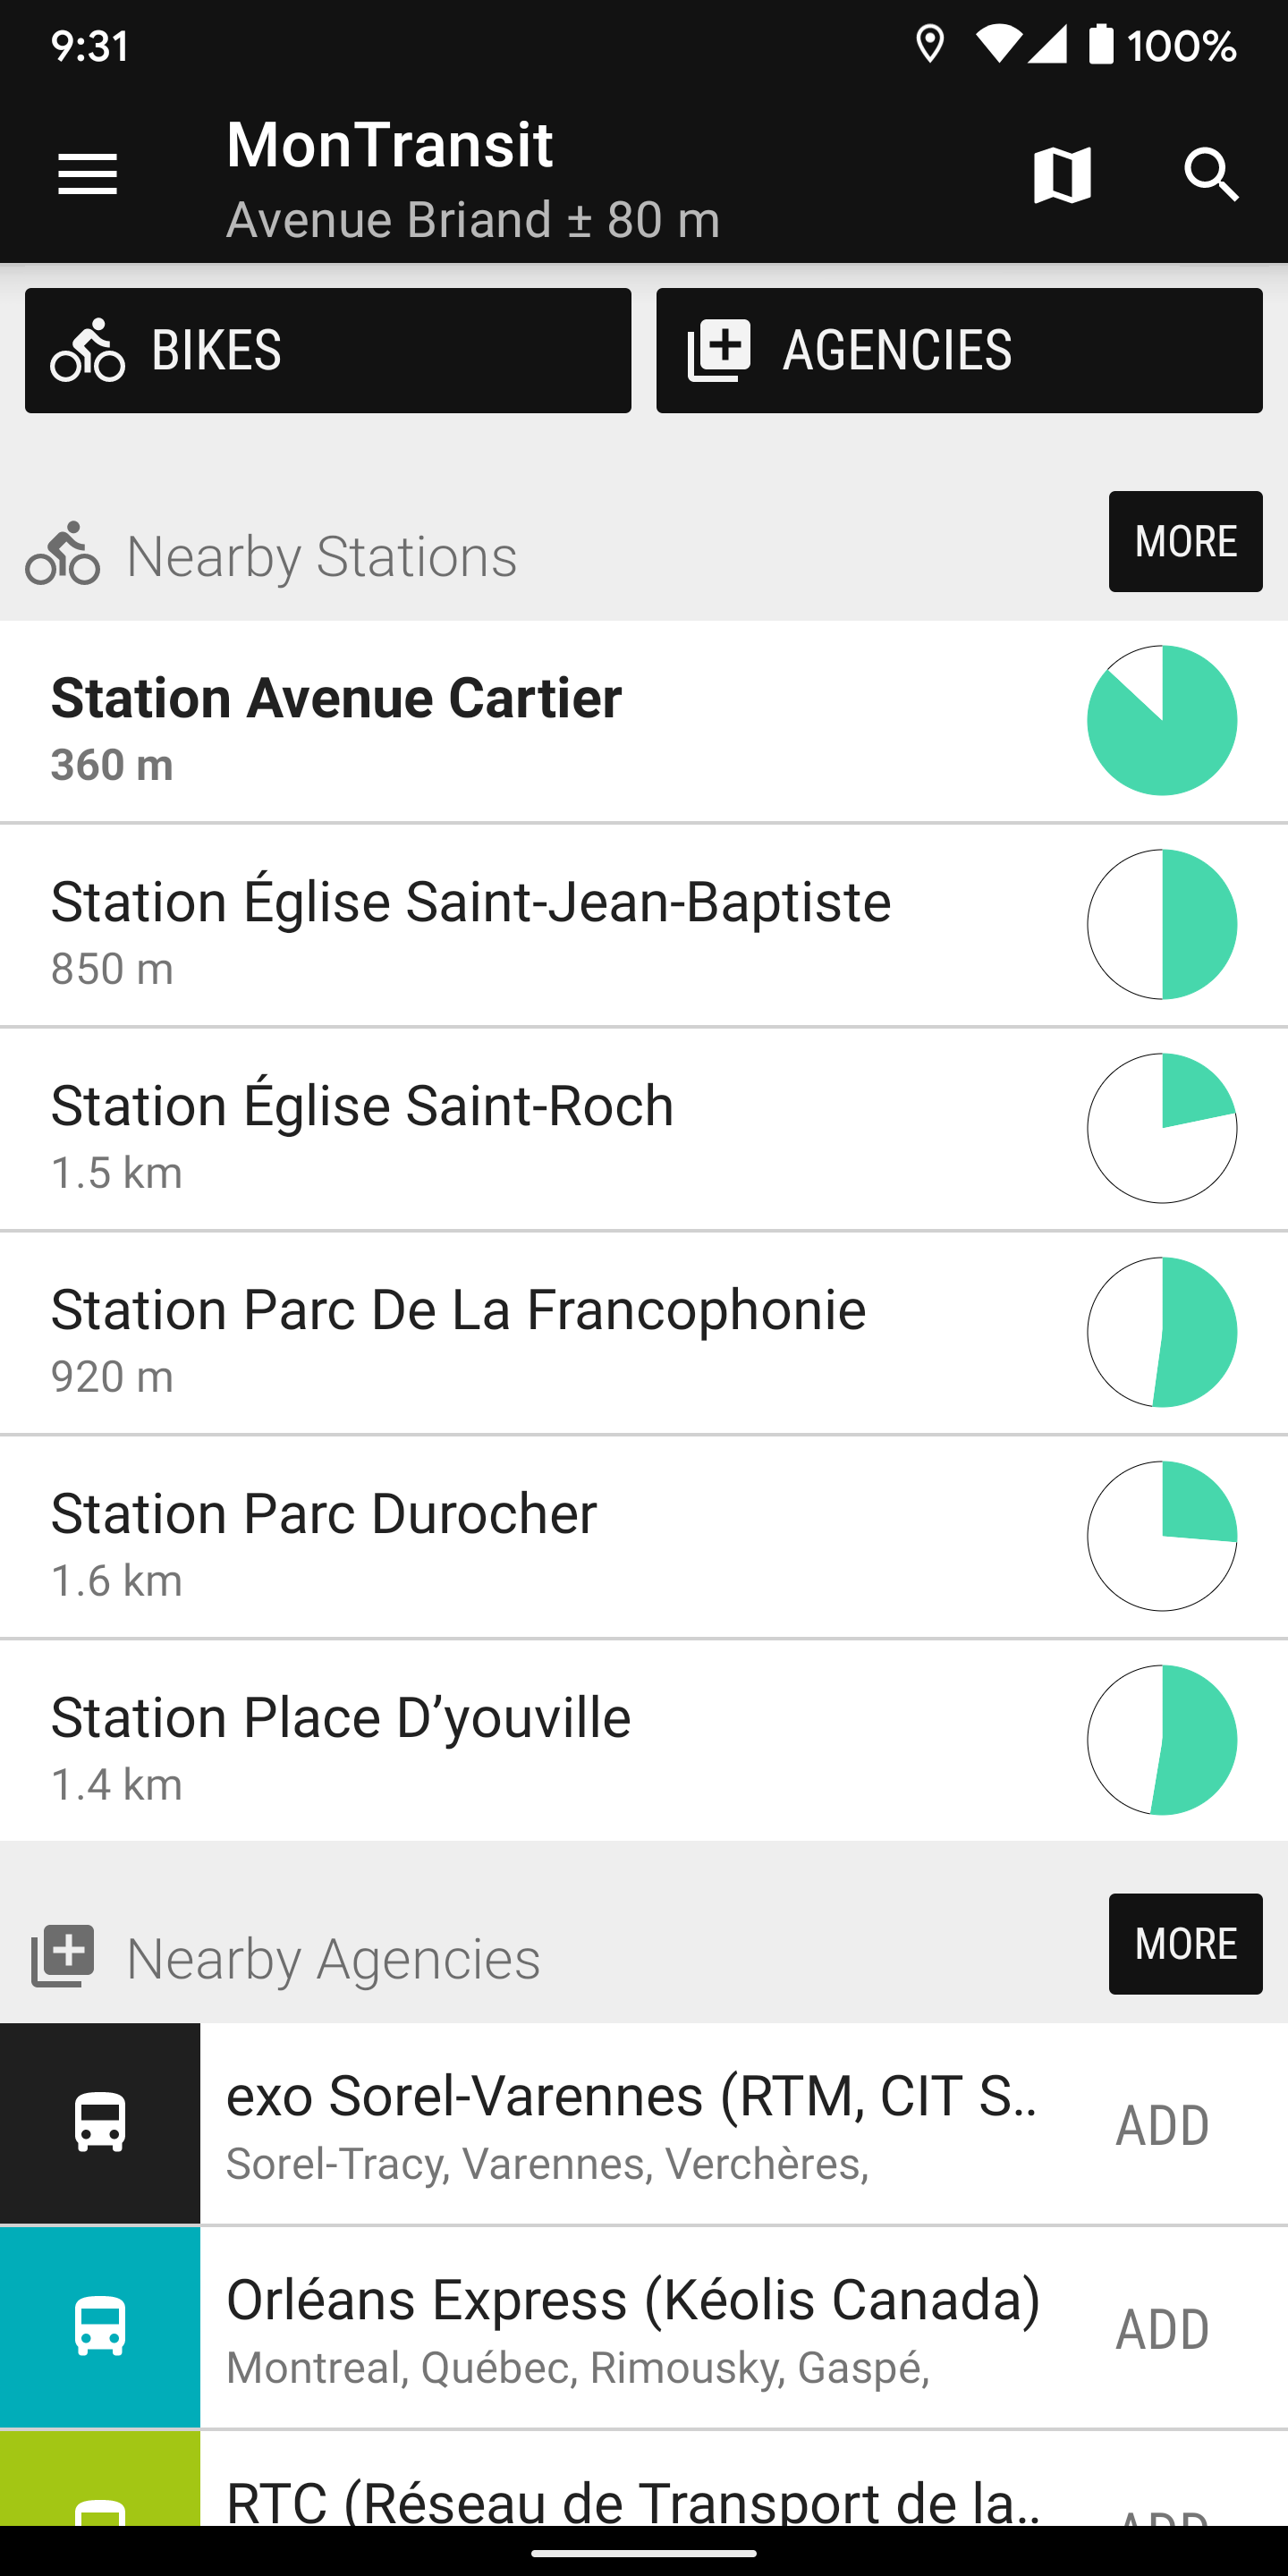 9:31
100%
MonTransit
Avenue Briand ± 80 m
BIKES
AGENCIES
Nearby Stations
MORE
Station Avenue Cartier
360 m
Station Église Saint-Jean-Baptiste
850 m
Station Église Saint-Roch
1.5 km
Station Parc De La Francophonie
920 m
Station Parc Durocher
1.6 km
Station Place D’youville
1.4 km
Nearby Agencies
MORE
exo Sorel-Varennes (RTM, CIT S..
Sorel-Tracy, Varennes, Verchères,
ADD
Orléans Express (Kéolis Canada)
Montreal, Québec, Rimousky, Gaspé,
ADD
RTC (Réseau de Transport de la..
ADD